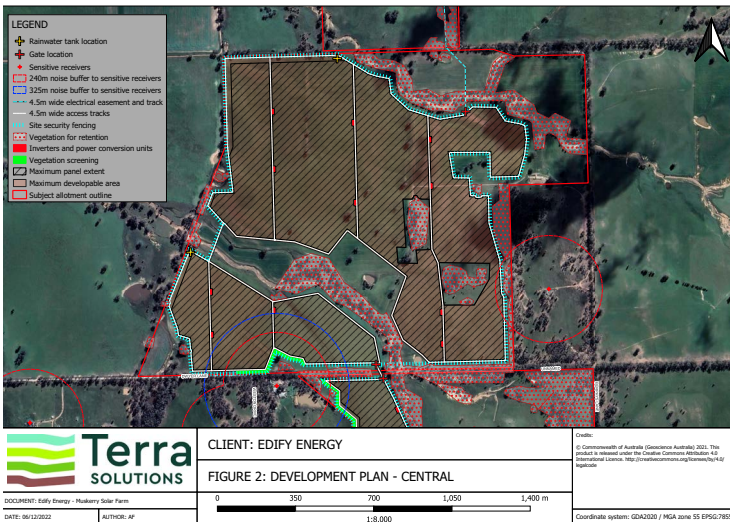 LEGEND
Rainwater tank location
Gate location
Sensitive receivers
240m noise buffer to sensitive receivers
325m noise buffer to sensitive receivers
4.5m wide electrical easement and track
4.5m wide access tracks
Site security fencing
Vegetation for retention
Inverters and power conversion units
Vegetation screening
Maximum panel extent
Maximum developable area
Subject allotment outline
Terra
SOLUTIONS
DOCUMENT: Edify Energy - Muskerry Solar Farm
DATE: 06/12/2022
AUTHOR: AF
CLIENT: EDIFY ENERGY
FIGURE 2: DEVELOPMENT PLAN - CENTRAL
0 350 700 1,050 1,400 m
1:8,000
Credits:
© Commonwealth of Australia (Geoscience Australia) 2021. This
product is released under the Creative Commons Attribution 4.0
International Licence. http://creativecommons.org/licenses/by/4.0/
legalcode
Coordinate system: GDA2020 / MGA zone 55 EPSG:7855